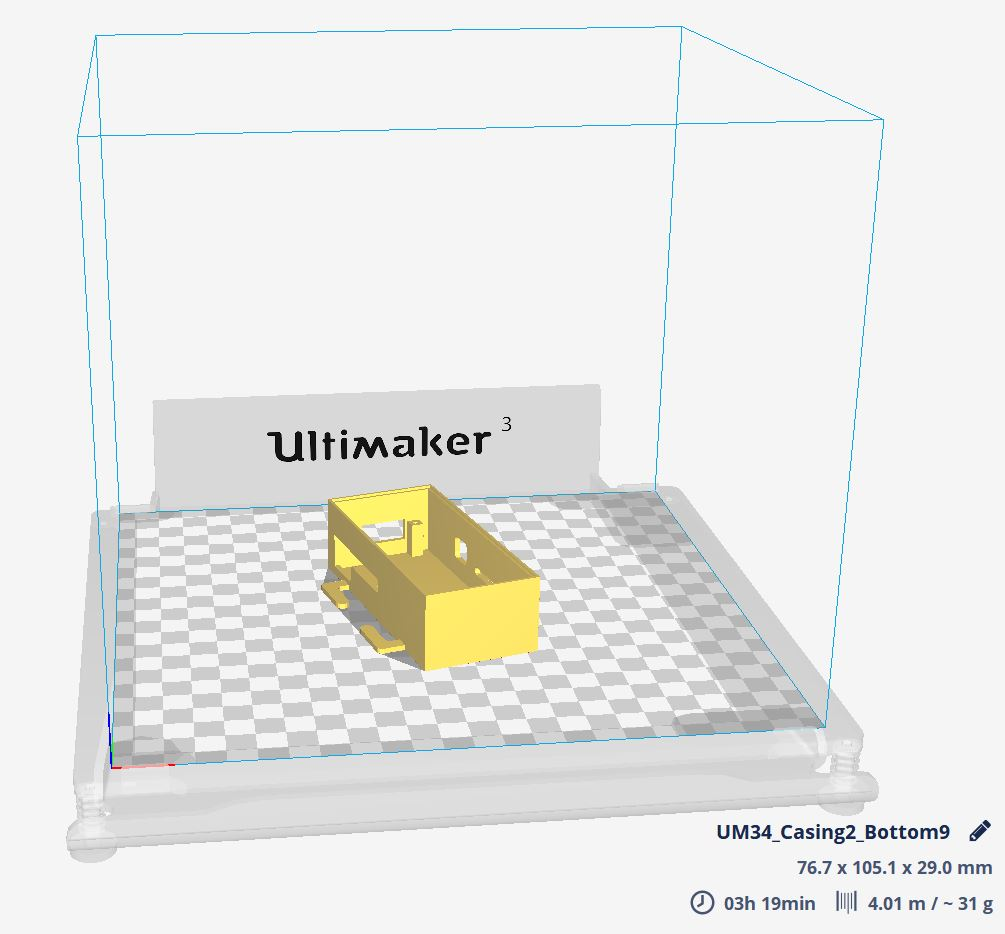 Ultimaker 3
UM34_Casing2_Bottom9
76.7 x 105.1 x 29.0 mm
03h 19min 4.01 m / ~ 31 g